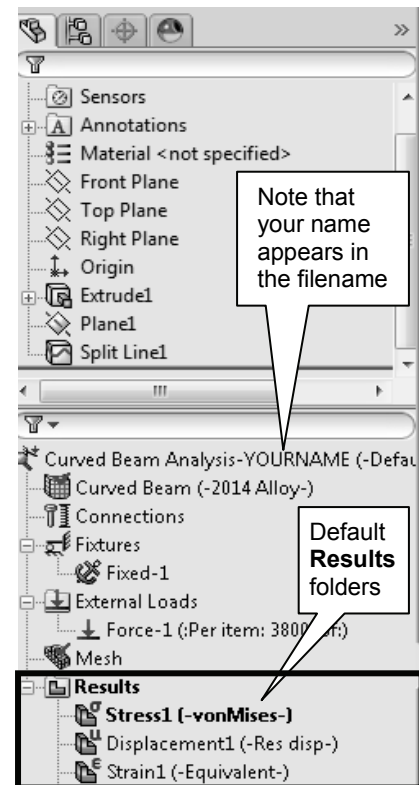 Sensors
Annotations
Material <not specified>
Front Plane
Top Plane
Right Plane
Origin
Extrude1
Plane1
Split Line1
Note that
your name
appears in
the filename
Curved Beam Analysis-YOURNAME (-Defau
Curved Beam (-2014 Alloy-)
Connections
Fixtures
Fixed-1
External Loads
Force-1 (:Per item: 3800
Mesh
Default
Results
folders
Results
Stress1 (-vonMises-)
Displacement1 (-Res disp-)
Strain1 (-Equivalent-)